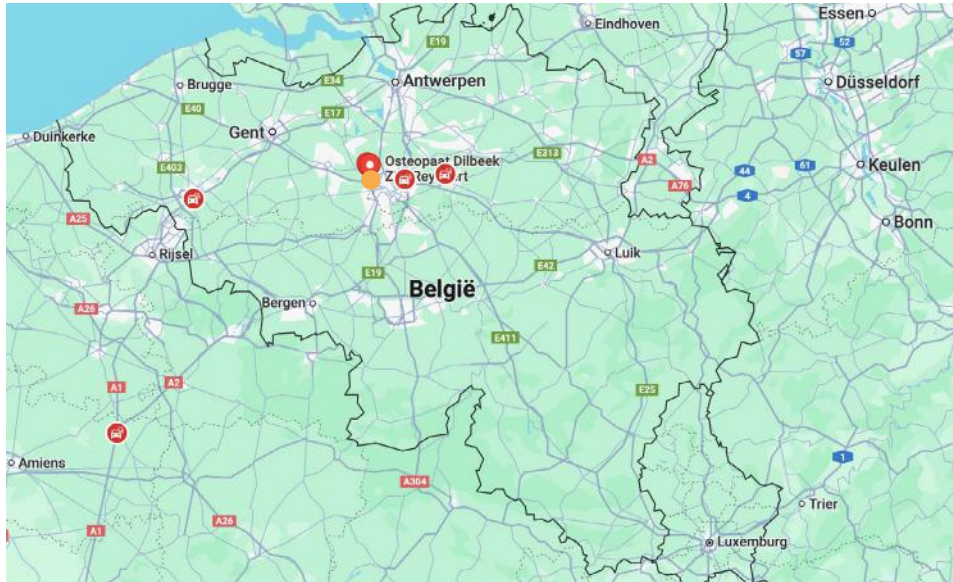 Essen
Eindhoven
E19
52
57
Antwerpen
Düsseldorf
E34
Brugge
E40
E17
Gent
Duinkerke
E313
Osteopaat Dilbeek
A2
61
Keulen
E403
44
A76
4
A25
Bonn
Rijsel
Luik
E19
E42
België
Bergen
A26
E411
A1
A2
E25
1
Amiens
A304
Trier
A1
A26
Luxemburg